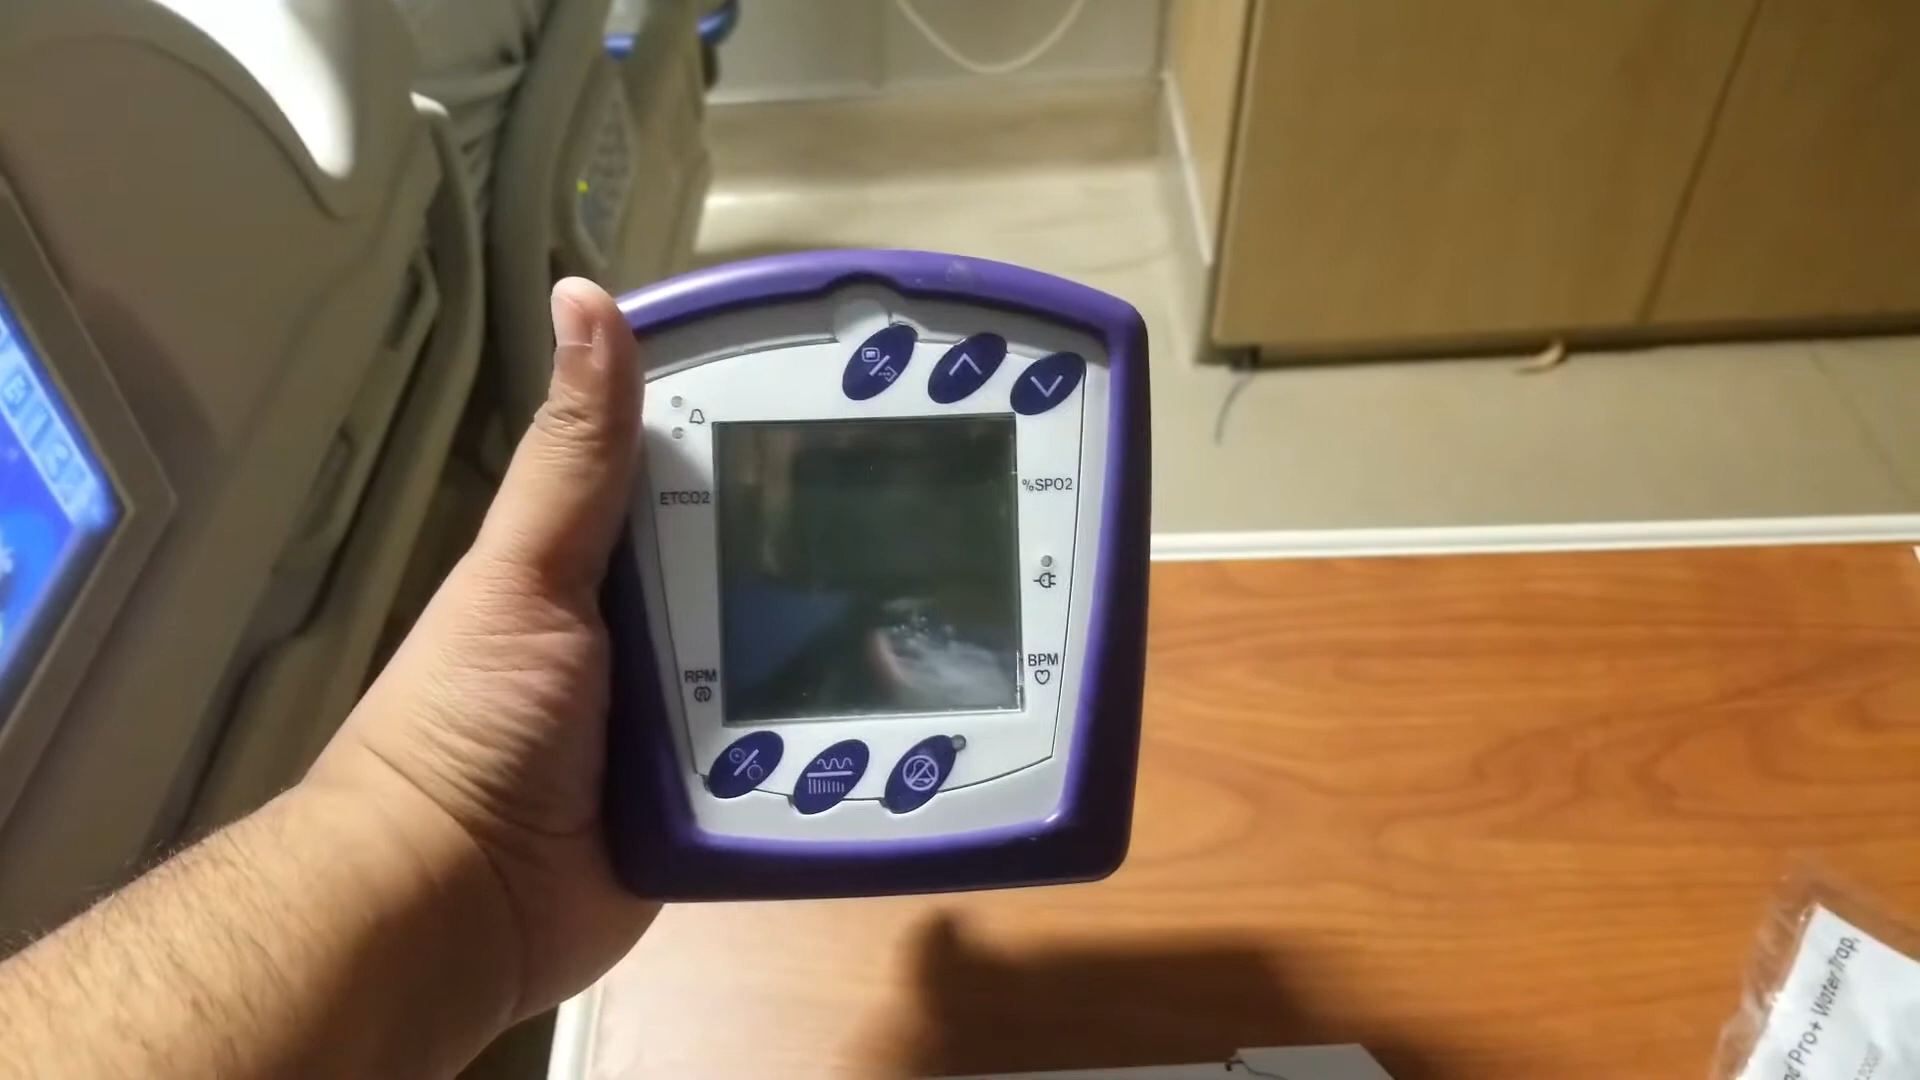 ETCO2
%SPO2
RPM
BPM
Pro+ Water Trap,